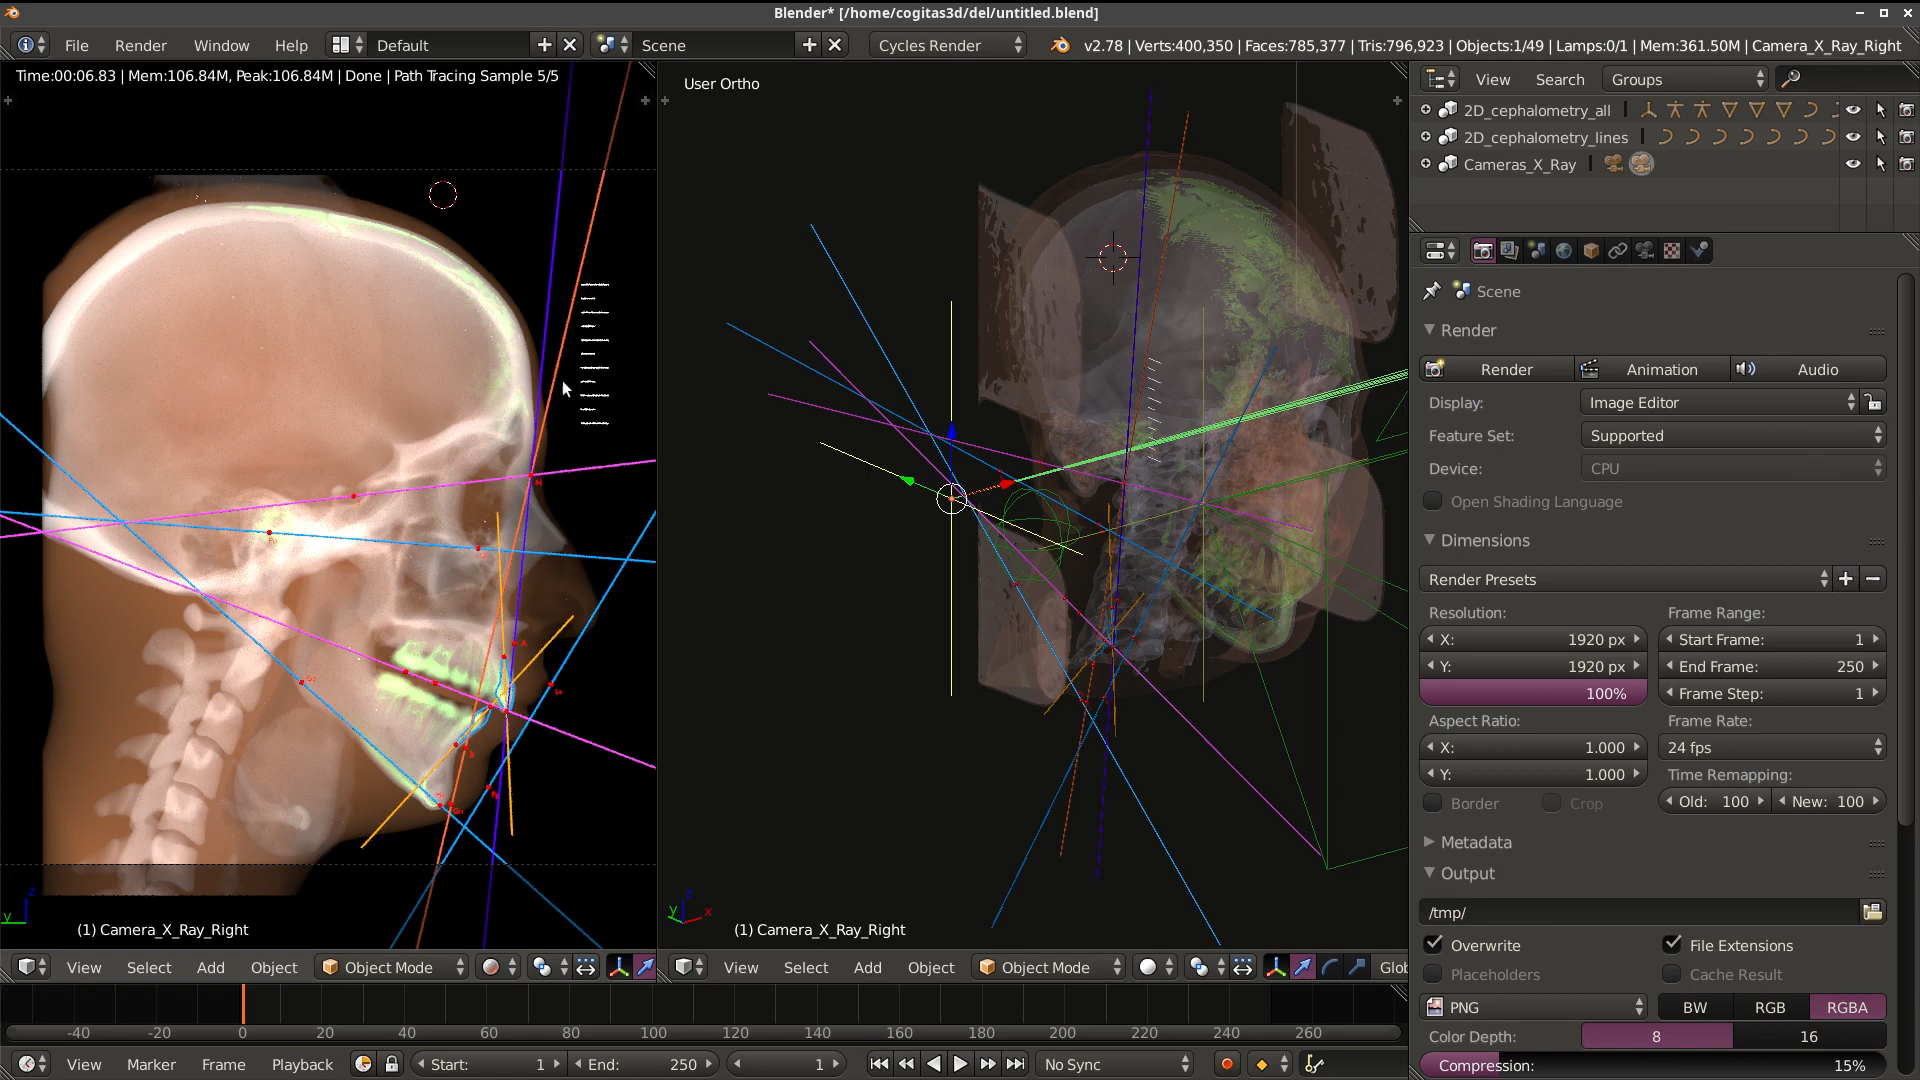 Blender* [/home/cogitas3d/del/untitled.blend]
File Render Window Help Default Scene Cycles Render v2.78 | Verts:400,350 | Faces:785,377 | Tris:796,923 | Objects:1/49 | Lamps:0/1 | Mem:361.50M | Camera_X_Ray_Right
Time:00:06.83 | Mem:106.84M, Peak:106.84M | Done | Path Tracing Sample 5/5
User Ortho
View Search Groups
2D_cephalometry_all
2D_cephalometry_lines
Cameras_X_Ray
Scene
Render
Render Animation Audio
Display: Image Editor
Feature Set: Supported
Device: CPU
Open Shading Language
Dimensions
Render Presets
Resolution: Frame Range:
X: 1920 px Start Frame: 1
Y: 1920 px End Frame: 250
100% Frame Step: 1
Aspect Ratio: Frame Rate:
X: 1.000 24 fps
Y: 1.000 Time Remapping:
Border Crop Old: 100 New: 100
Metadata
Output
/tmp/
Overwrite File Extensions
Placeholders Cache Result
PNG BW RGB RGBA
Color Depth: 8 16
Compression: 15%
N
A
z
y
(1) Camera_X_Ray_Right
z
y x
(1) Camera_X_Ray_Right
View Select Add Object Object Mode
View Select Add Object Object Mode Glob
-40 -20 0 20 40 60 80 100 120 140 160 180 200 220 240 260
View Marker Frame Playback Start: 1 End: 250 1 No Sync